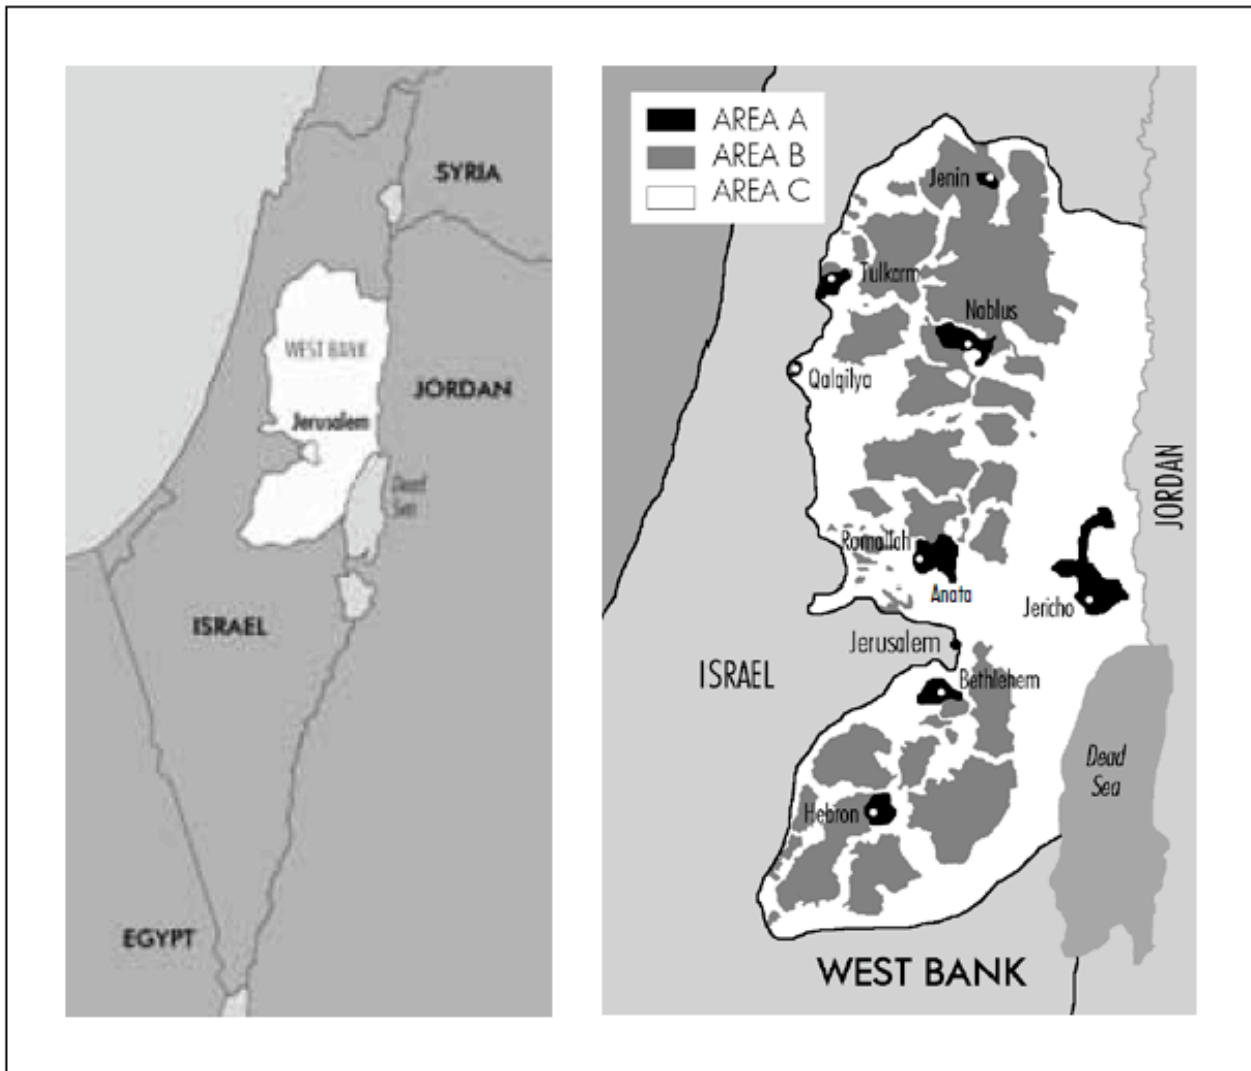 SYRIA
WEST BANK
JORDAN
Jerusalem
Dead
Sea
ISRAEL
EGYPT
AREA A
AREA B
AREA C
Jenin
Tulkarm
Nablus
Qalqilya
JORDAN
Ramallah
Anata
Jericho
Jerusalem
ISRAEL
Bethlehem
Dead
Sea
Hebron
WEST BANK